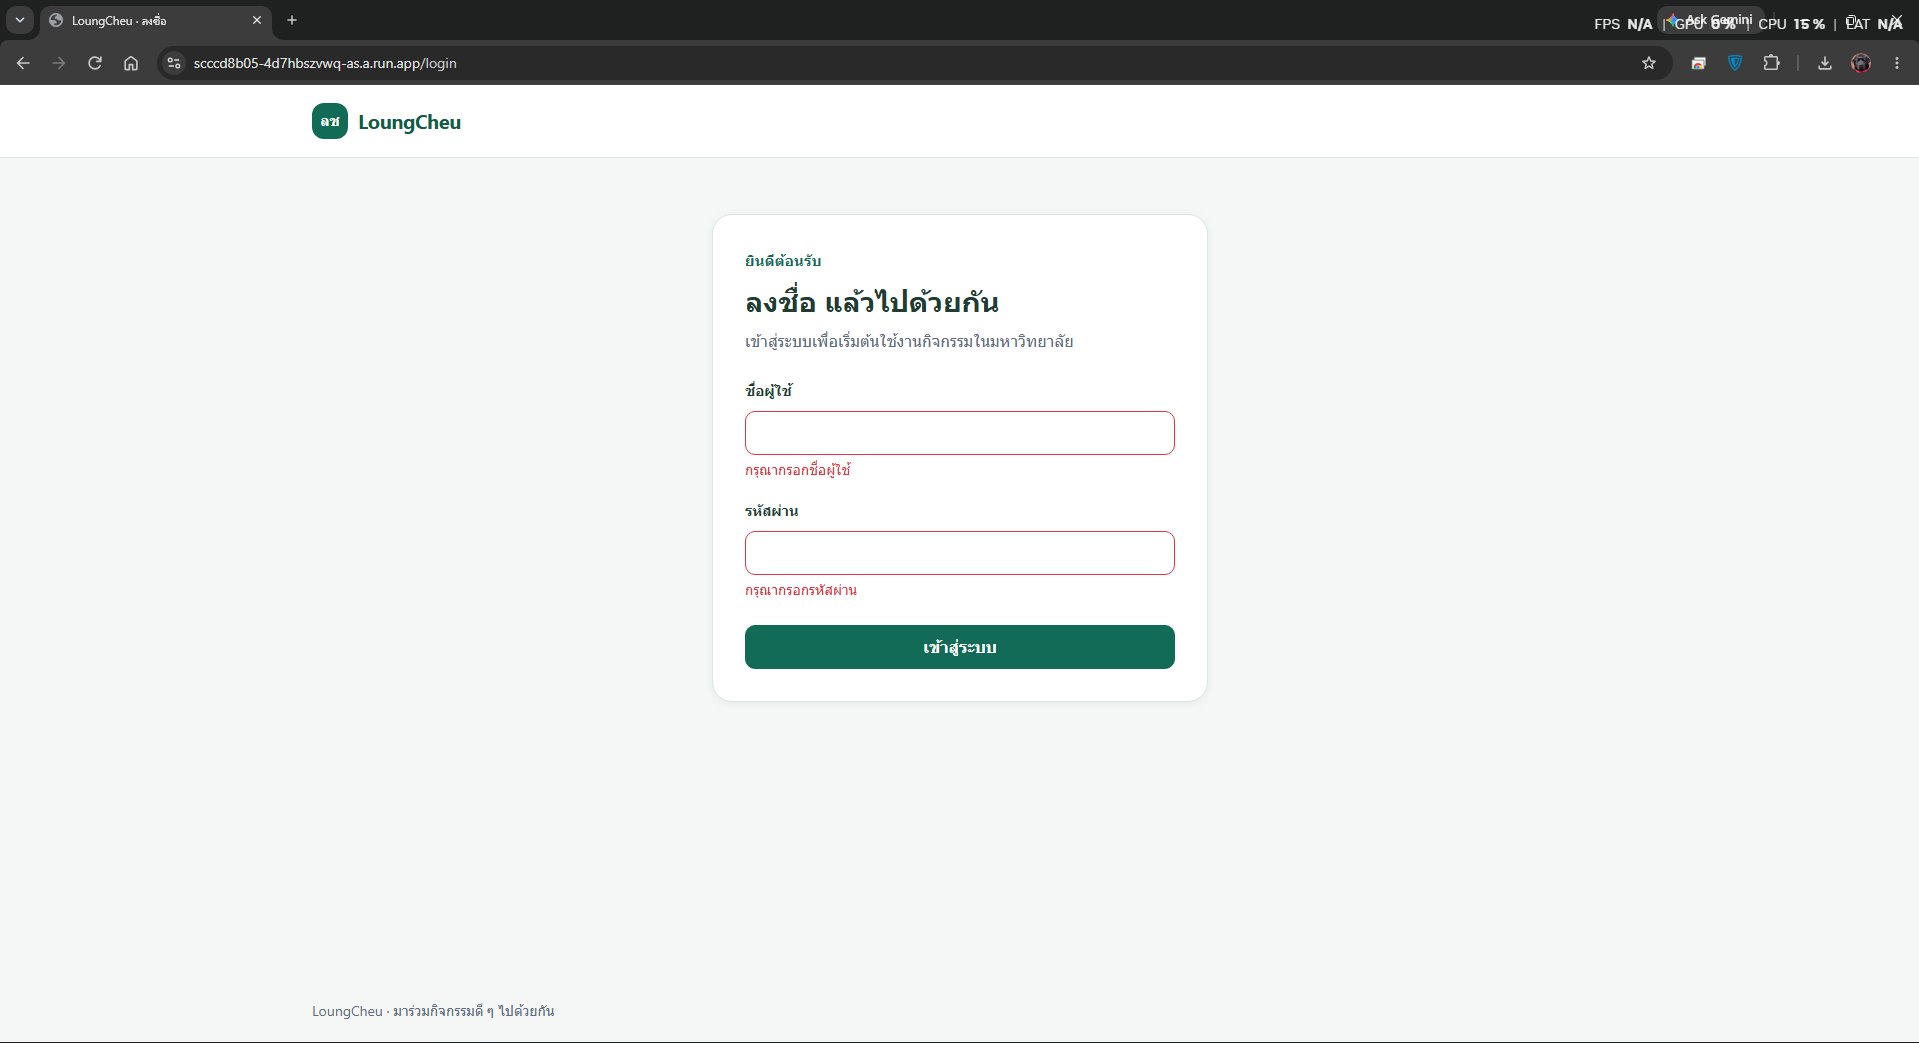 LoungCheu · ลงชื่อ
Ask Gemini
FPS N/A | GPU 0% | CPU 15% | LAT N/A
scccd8b05-4d7hbszvwq-as.a.run.app/login
ลช LoungCheu
ยินดีต้อนรับ
ลงชื่อ แล้วไปด้วยกัน
เข้าสู่ระบบเพื่อเริ่มต้นใช้งานกิจกรรมในมหาวิทยาลัย
ชื่อผู้ใช้
กรุณากรอกชื่อผู้ใช้
รหัสผ่าน
กรุณากรอกรหัสผ่าน
เข้าสู่ระบบ
LoungCheu · มาร่วมกิจกรรมดี ๆ ไปด้วยกัน